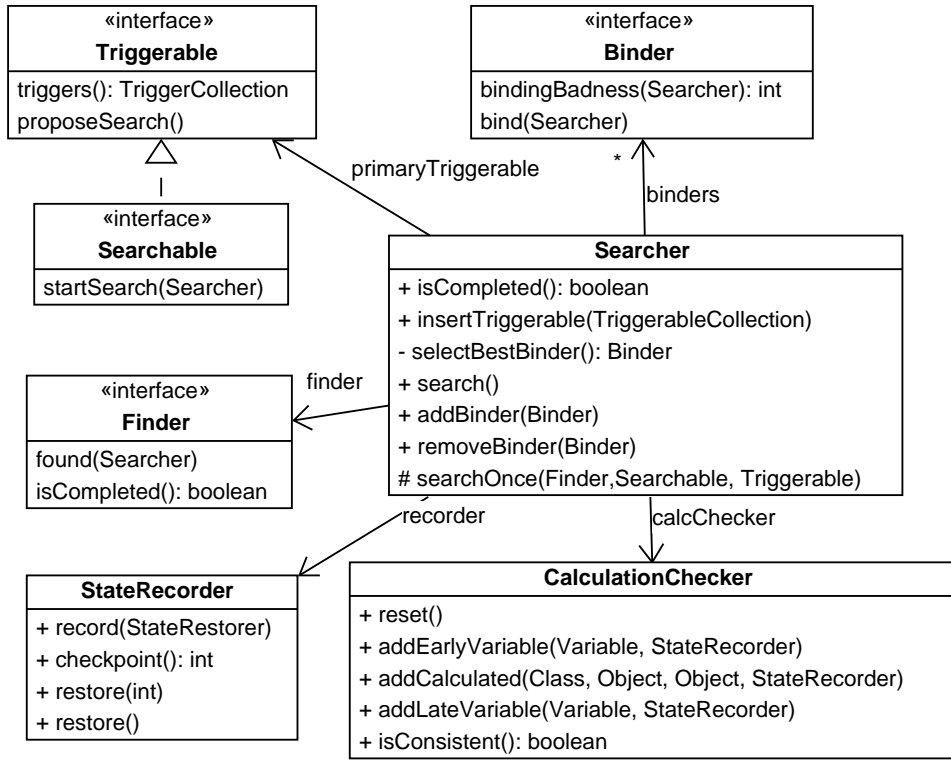 «interface»
Triggerable
triggers(): TriggerCollection
proposeSearch()
«interface»
Binder
bindingBadness(Searcher): int
bind(Searcher)
*
primaryTriggerable
binders
«interface»
Searchable
startSearch(Searcher)
Searcher
+ isCompleted(): boolean
+ insertTriggerable(TriggerableCollection)
- selectBestBinder(): Binder
+ search()
+ addBinder(Binder)
+ removeBinder(Binder)
# searchOnce(Finder,Searchable, Triggerable)
finder
«interface»
Finder
found(Searcher)
isCompleted(): boolean
recorder
calcChecker
StateRecorder
+ record(StateRestorer)
+ checkpoint(): int
+ restore(int)
+ restore()
CalculationChecker
+ reset()
+ addEarlyVariable(Variable, StateRecorder)
+ addCalculated(Class, Object, Object, StateRecorder)
+ addLateVariable(Variable, StateRecorder)
+ isConsistent(): boolean